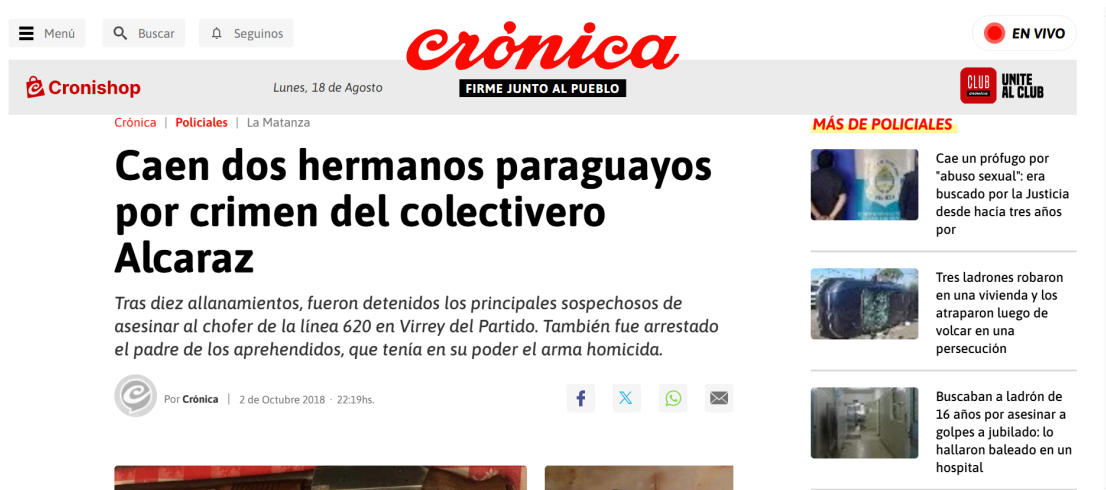 Menú
Buscar
Seguinos
crónica
EN VIVO
Cronishop
Lunes, 18 de Agosto
FIRME JUNTO AL PUEBLO
CLUB
UNITE
AL CLUB
Crónica | Policiales | La Matanza
Caen dos hermanos paraguayos
por crimen del colectivero
Alcaraz
Tras diez allanamientos, fueron detenidos los principales sospechosos de
asesinar al chofer de la línea 620 en Virrey del Partido. También fue arrestado
el padre de los aprehendidos, que tenía en su poder el arma homicida.
Por Crónica | 2 de Octubre 2018 · 22:19hs.
MÁS DE POLICIALES
Cae un prófugo por
"abuso sexual": era
buscado por la Justicia
desde hacía tres años
por
Tres ladrones robaron
en una vivienda y los
atraparon luego de
volcar en una
persecución
Buscaban a ladrón de
16 años por asesinar a
golpes a jubilado: lo
hallaron baleado en un
hospital